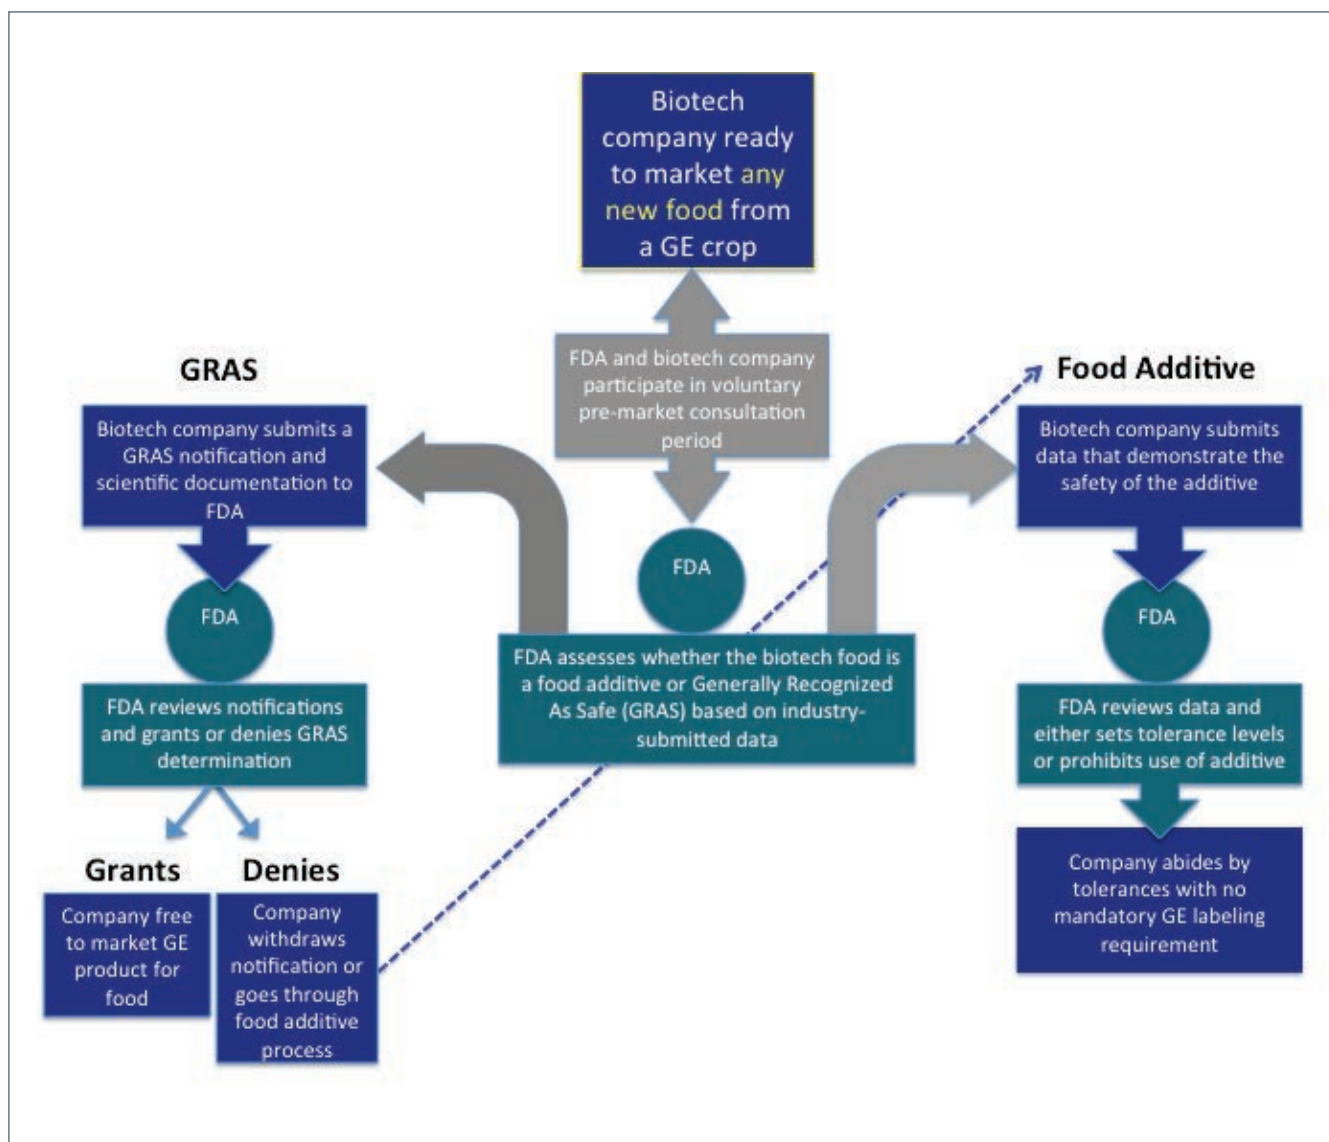 Biotech
company ready
to market any
new food from
a GE crop
FDA and biotech company
participate in voluntary
pre-market consultation
period
FDA
FDA assesses whether the biotech food is
a food additive or Generally Recognized
As Safe (GRAS) based on industry-
submitted data
GRAS
Biotech company submits a
GRAS notification and
scientific documentation to
FDA
FDA
FDA reviews notifications
and grants or denies GRAS
determination
Grants
Company free
to market GE
product for
food
Denies
Company
withdraws
notification or
goes through
food additive
process
Food Additive
Biotech company submits
data that demonstrate the
safety of the additive
FDA
FDA reviews data and
either sets tolerance levels
or prohibits use of additive
Company abides by
tolerances with no
mandatory GE labeling
requirement